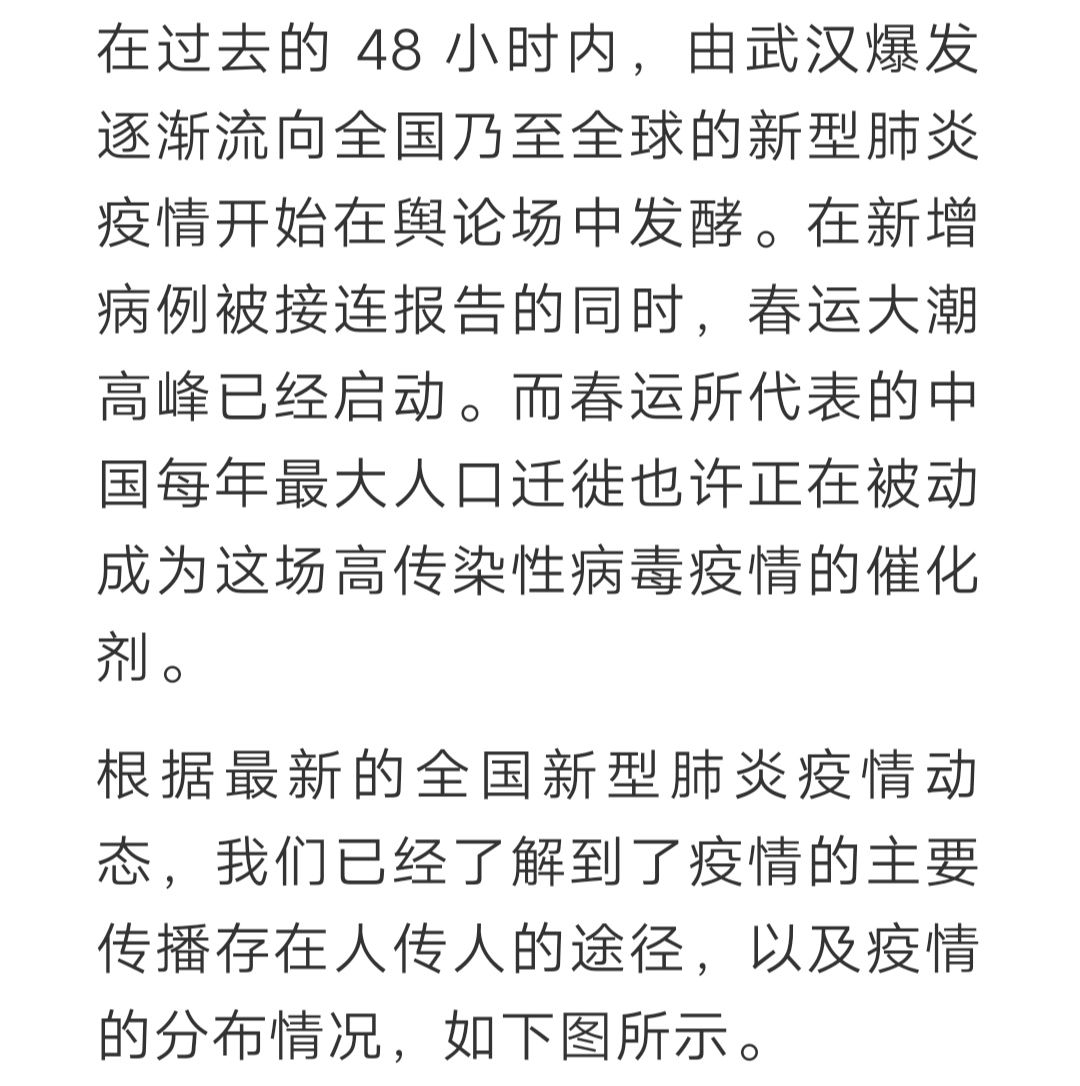 在过去的 48 小时内，由武汉爆发
逐渐流向全国乃至全球的新型肺炎
疫情开始在舆论场中发酵。在新增
病例被接连报告的同时，春运大潮
高峰已经启动。而春运所代表的中
国每年最大人口迁徙也许正在被动
成为这场高传染性病毒疫情的催化
剂。
根据最新的全国新型肺炎疫情动
态，我们已经了解到了疫情的主要
传播存在人传人的途径，以及疫情
的分布情况，如下图所示。